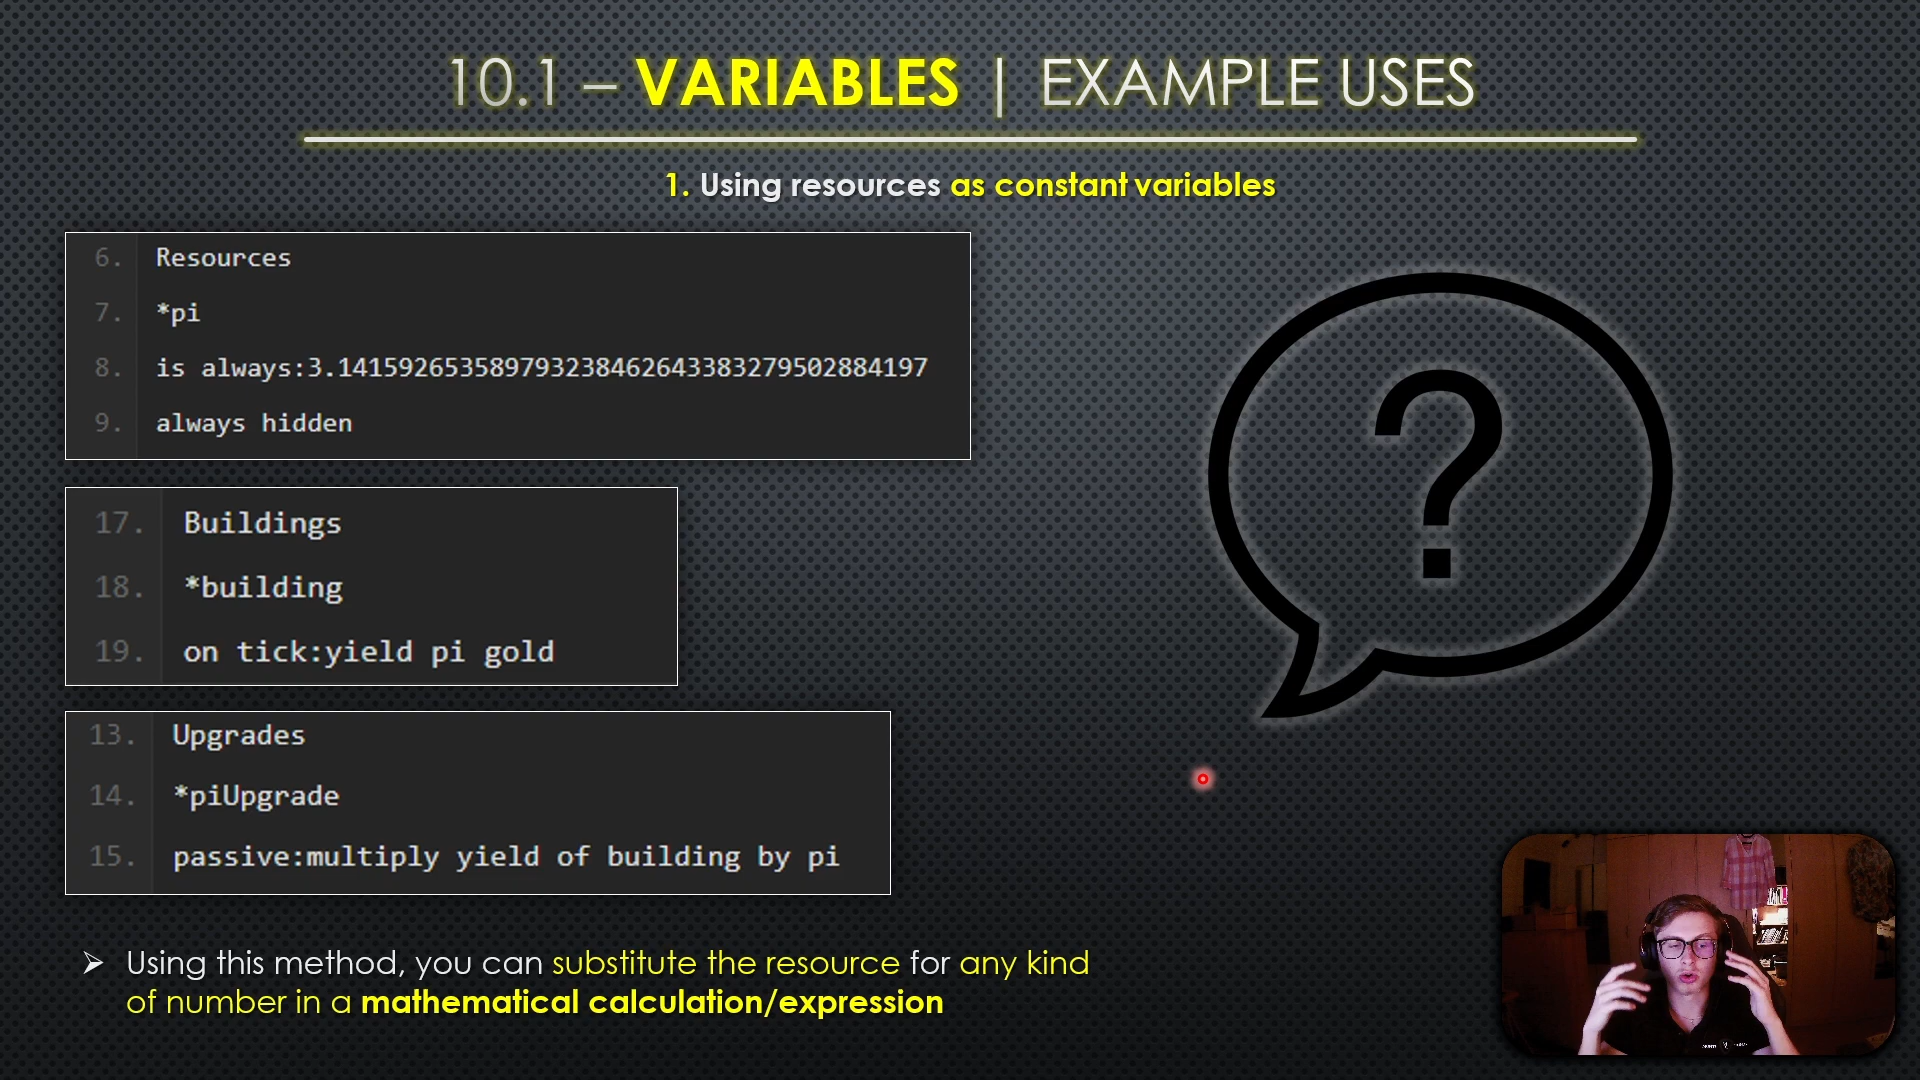 10.1 – VARIABLES | EXAMPLE USES
1. Using resources as constant variables
6. Resources
7. *pi
8. is always:3.141592653589793238462643383279502884197
9. always hidden
17. Buildings
18. *building
19. on tick:yield pi gold
13. Upgrades
14. *piUpgrade
15. passive:multiply yield of building by pi
?
➢ Using this method, you can substitute the resource for any kind
of number in a mathematical calculation/expression